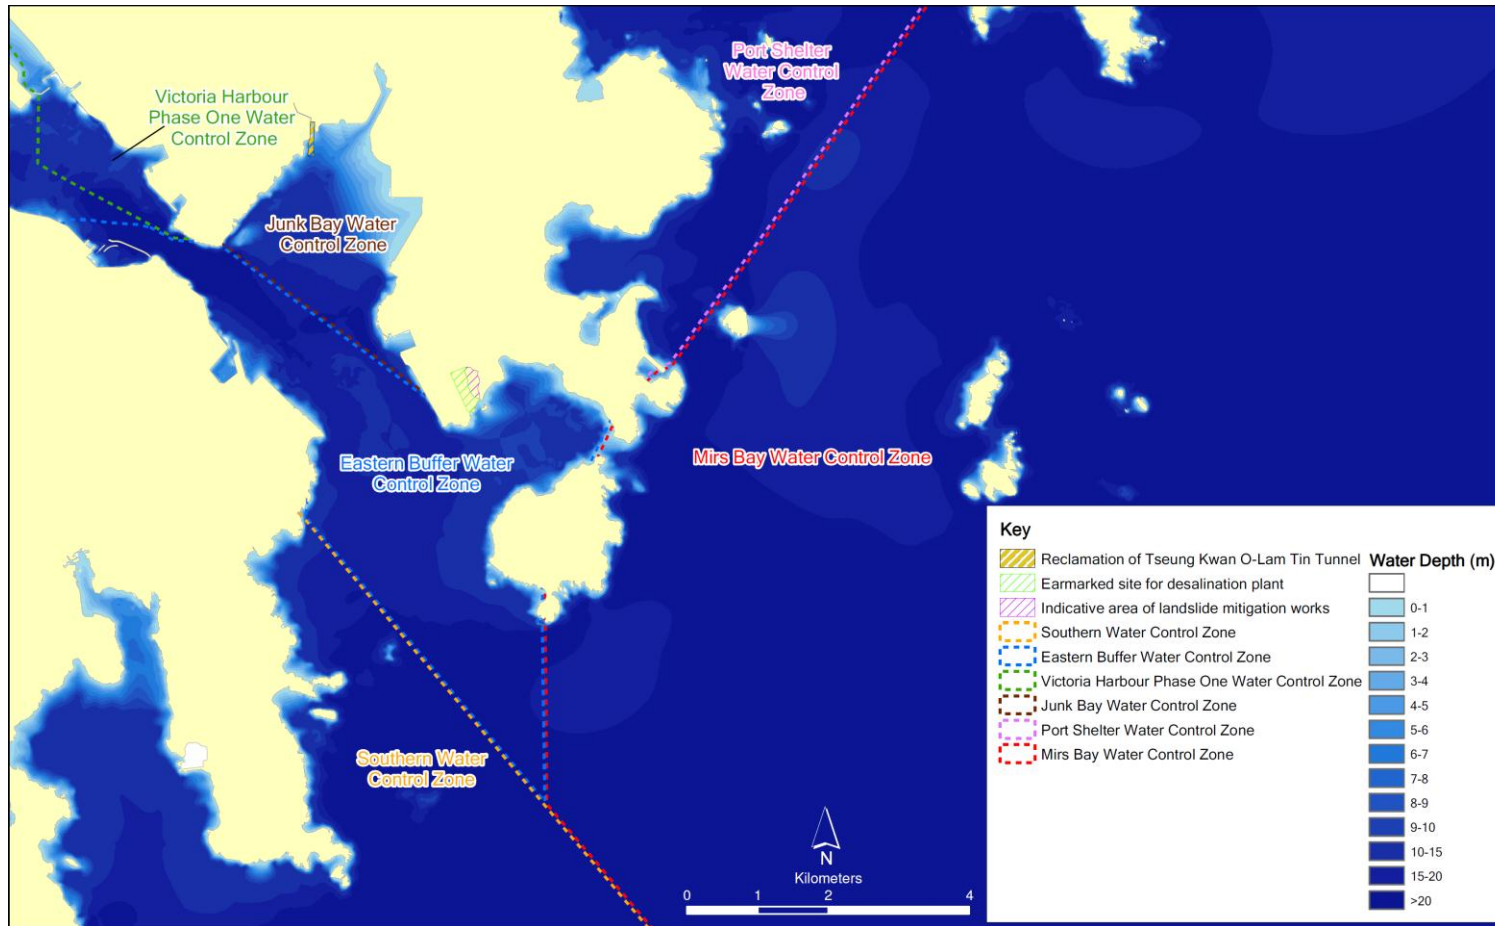 Port Shelter
Water Control
Zone
Victoria Harbour
Phase One Water
Control Zone
Junk Bay Water
Control Zone
Eastern Buffer Water
Control Zone
Mirs Bay Water Control Zone
Southern Water
Control Zone
N
Kilometers
0 1 2 4
Key
Reclamation of Tseung Kwan O-Lam Tin Tunnel
Earmarked site for desalination plant
Indicative area of landslide mitigation works
Southern Water Control Zone
Eastern Buffer Water Control Zone
Victoria Harbour Phase One Water Control Zone
Junk Bay Water Control Zone
Port Shelter Water Control Zone
Mirs Bay Water Control Zone
Water Depth (m)
0-1
1-2
2-3
3-4
4-5
5-6
6-7
7-8
8-9
9-10
10-15
15-20
>20